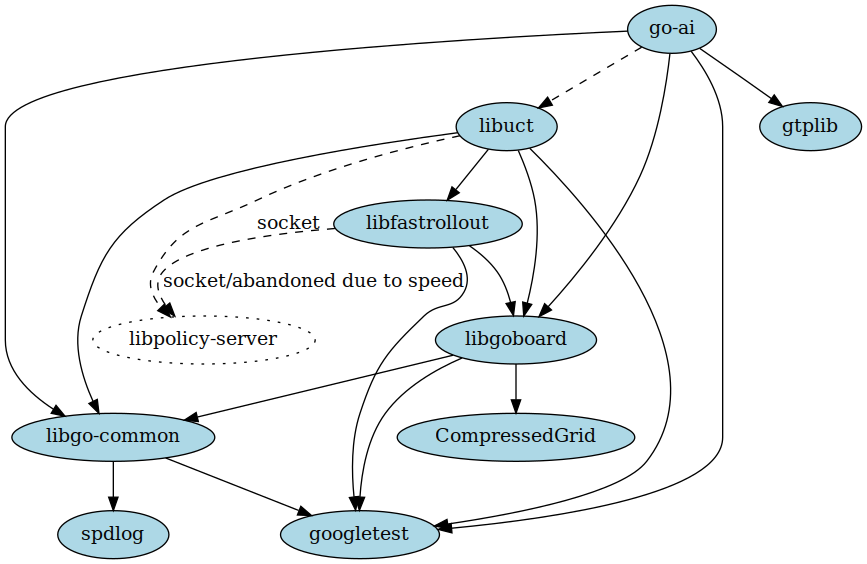 go-ai
libuct
gtplib
socket
libfastrollout
socket/abandoned due to speed
libpolicy-server
libgoboard
libgo-common
CompressedGrid
spdlog
googletest